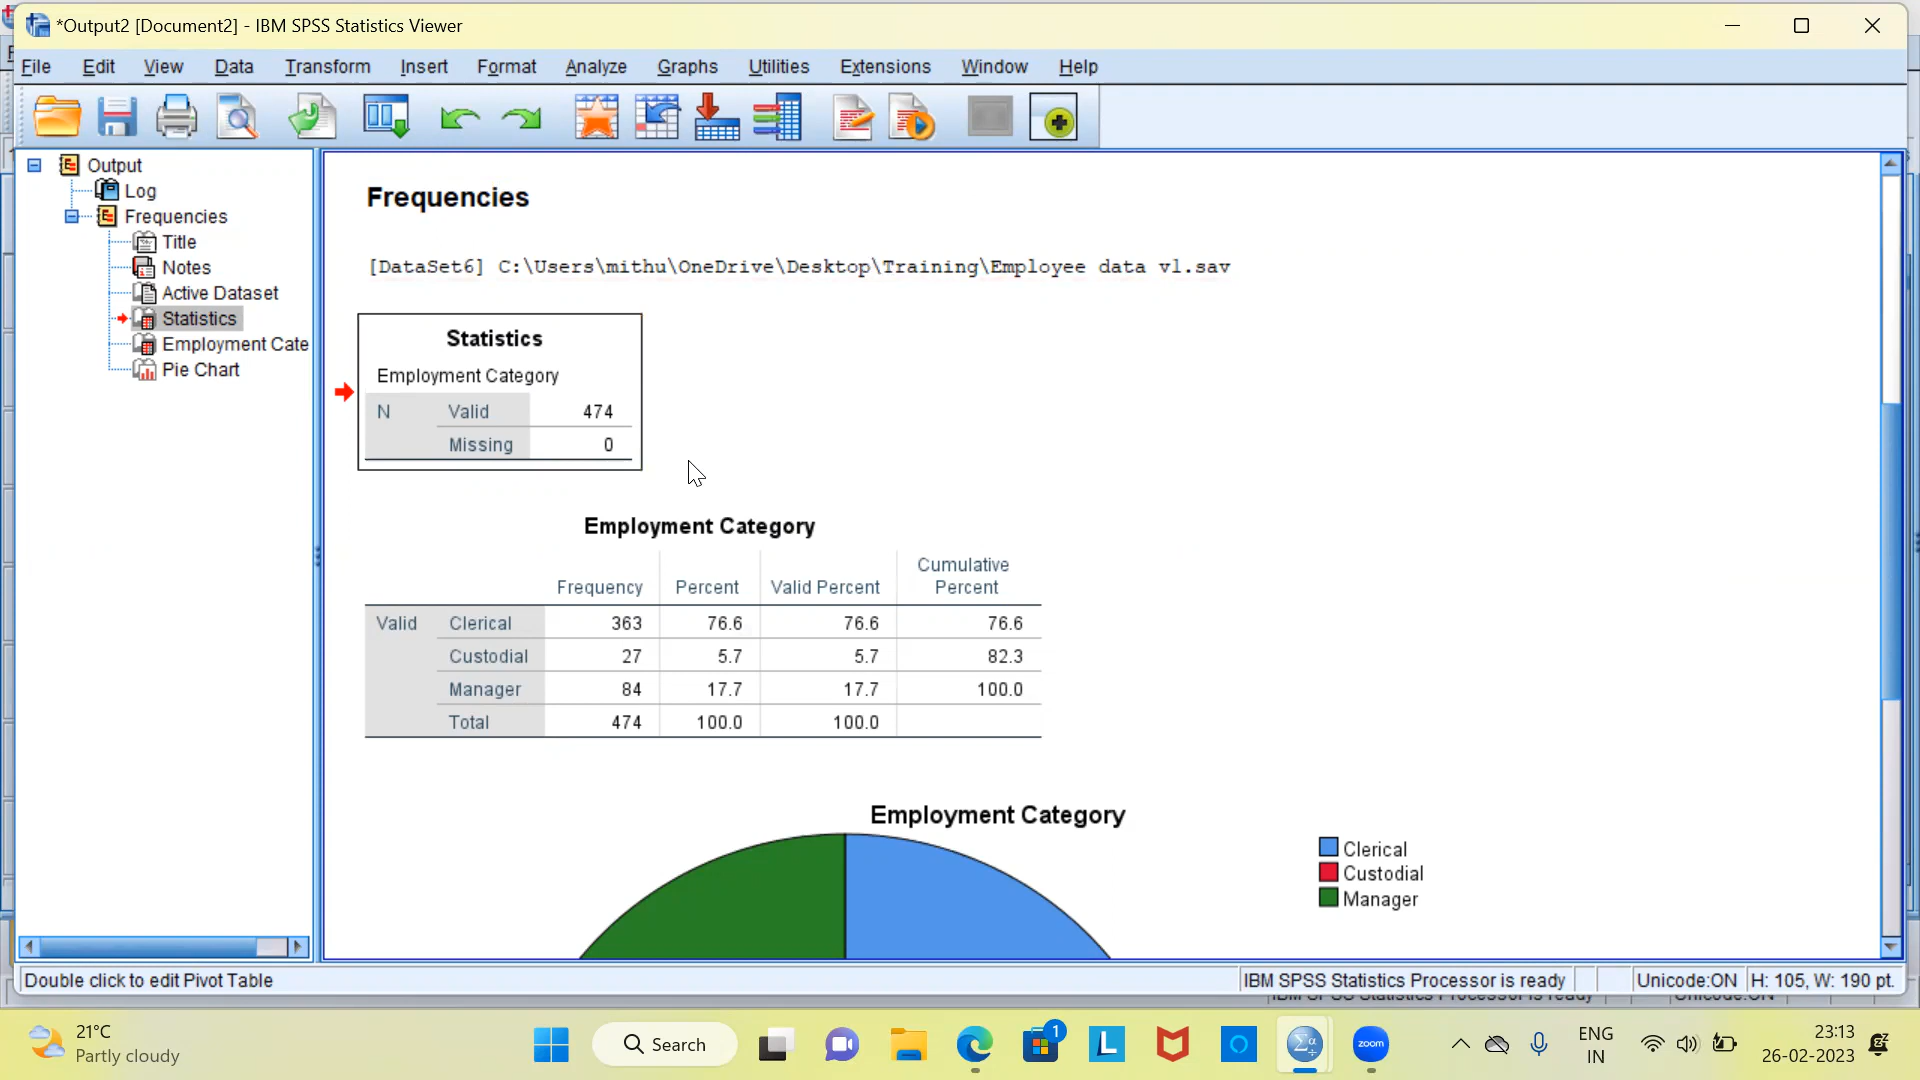 *Output2 [Document2] - IBM SPSS Statistics Viewer
File Edit View Data Transform Insert Format Analyze Graphs Utilities Extensions Window Help
Output
Log
Frequencies
Title
Notes
Active Dataset
Statistics
Employment Cate
Pie Chart
Frequencies
[DataSet6] C:\Users\mithu\OneDrive\Desktop\Training\Employee data v1.sav
Statistics
Employment Category
N Valid 474
Missing 0
Employment Category
Frequency Percent Valid Percent Cumulative Percent
Valid Clerical 363 76.6 76.6 76.6
Custodial 27 5.7 5.7 82.3
Manager 84 17.7 17.7 100.0
Total 474 100.0 100.0
Employment Category
Clerical
Custodial
Manager
Double click to edit Pivot Table
IBM SPSS Statistics Processor is ready
Unicode:ON
H: 105, W: 190 pt.
21°C
Partly cloudy
Search
1
L
zoom
ENG
IN
23:13
26-02-2023